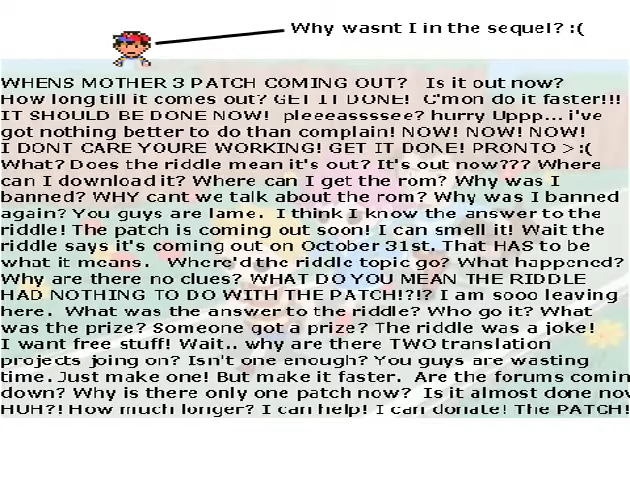 Why wasnt I in the sequel? :(
WHENS MOTHER 3 PATCH COMING OUT? Is it out now?
How long till it comes out? GET IT DONE! C'mon do it faster!!!
IT SHOULD BE DONE NOW! pleeeassssee? hurry Uppp... i've
got nothing better to do than complain! NOW! NOW! NOW!
I DONT CARE YOURE WORKING! GET IT DONE! PRONTO >:(
What? Does the riddle mean it's out? It's out now??? Where
can I download it? Where can I get the rom? Why was I
banned? WHY cant we talk about the rom? Why was I banned
again? You guys are lame. I think I know the answer to the
riddle! The patch is coming out soon! I can smell it! Wait the
riddle says it's coming out on October 31st. That HAS to be
what it means. Where'd the riddle topic go? What happened?
Why are there no clues? WHAT DO YOU MEAN THE RIDDLE
HAD NOTHING TO DO WITH THE PATCH!?!? I am sooo leaving
here. What was the answer to the riddle? Who go it? What
was the prize? Someone got a prize? The riddle was a joke!
I want free stuff! Wait.. why are there TWO translation
projects joing on? Isn't one enough? You guys are wasting
time. Just make one! But make it faster. Are the forums comin
down? Why is there only one patch now? Is it almost done nov
HUH?! How much longer? I can help! I can donate! The PATCH!